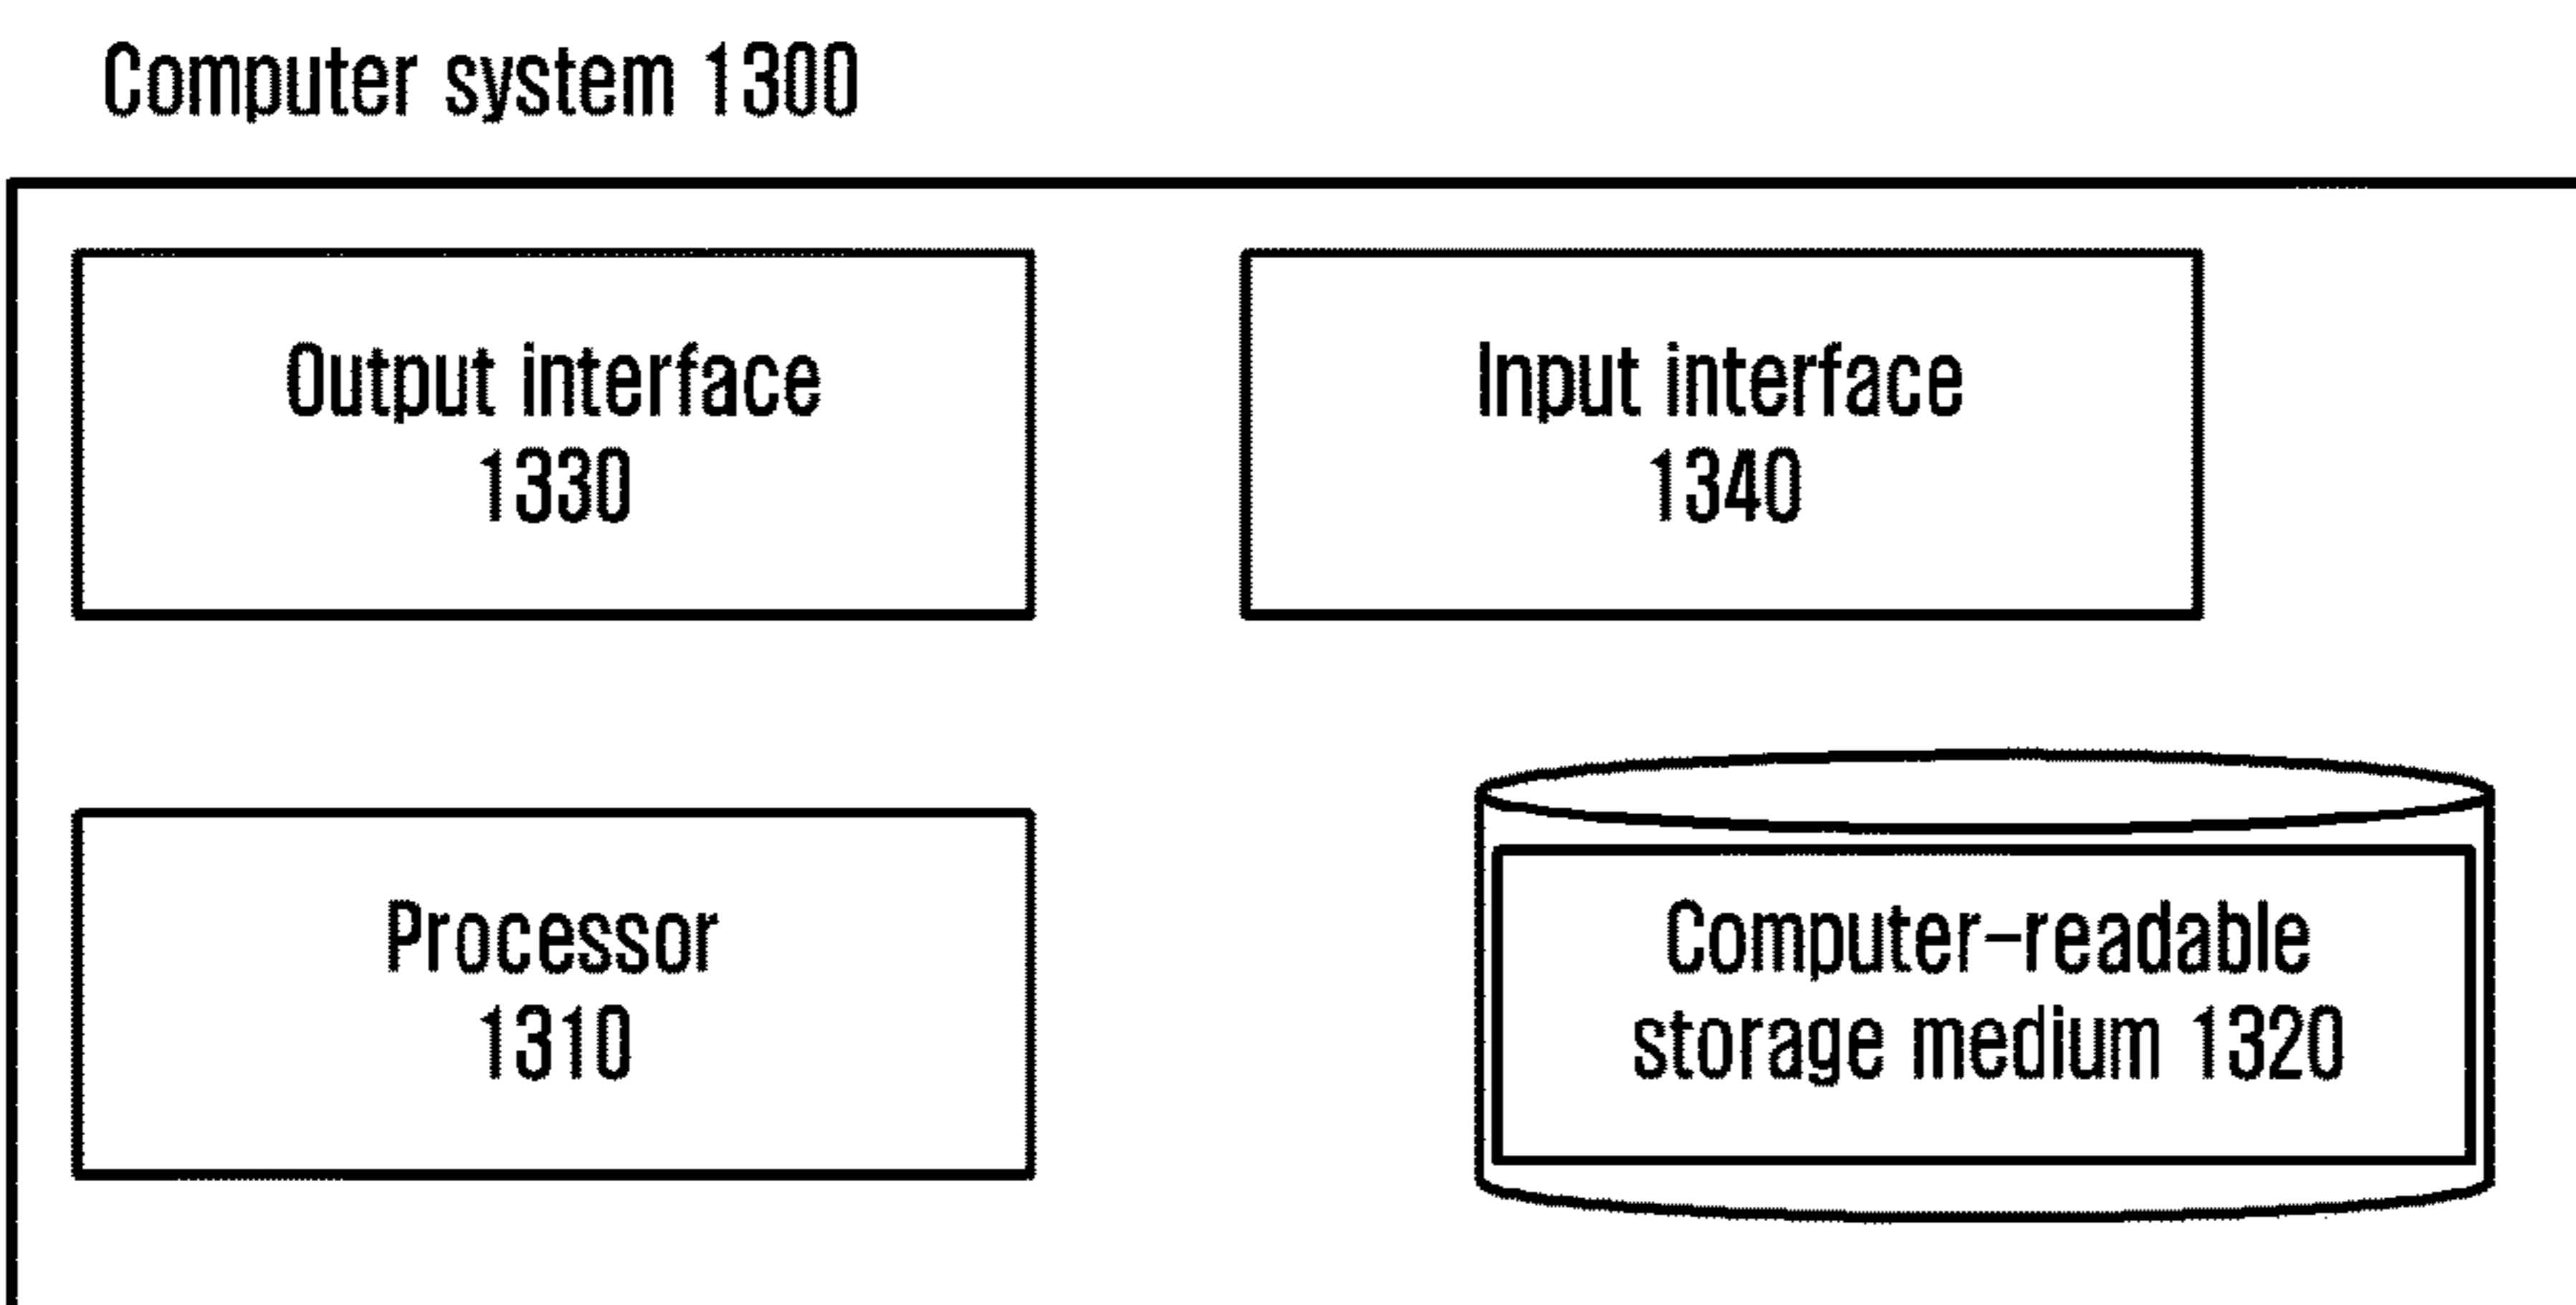 Computer system 1300
Output interface
1330
Input interface
1340
Processor
1310
Computer-readable
storage medium 1320